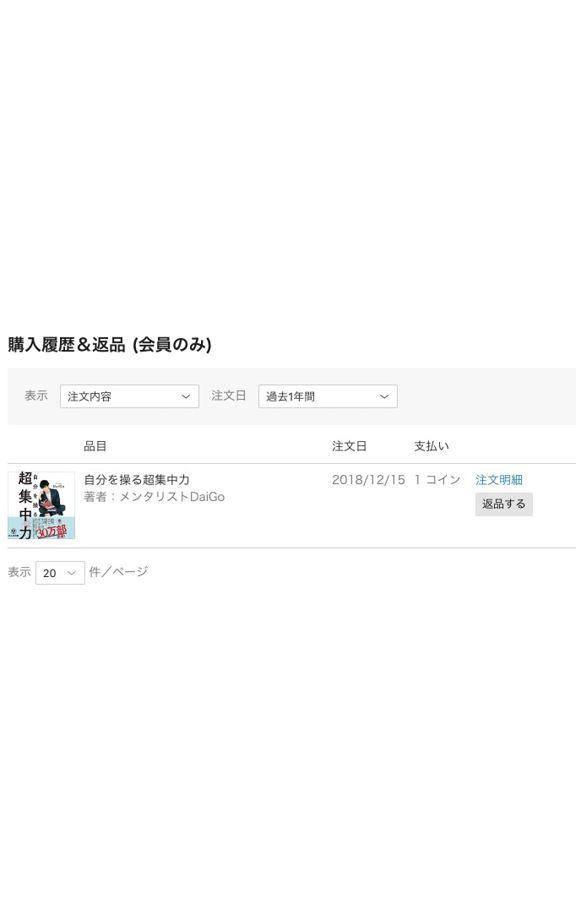 購入履歴＆返品 (会員のみ)
表示 注文内容 注文日 過去1年間
品目 注文日 支払い
自分を操る超集中力 2018/12/15 1 コイン 注文明細
著者：メンタリストDaiGo
返品する
超集中力
自分を操る
30万部
表示 20 件／ページ